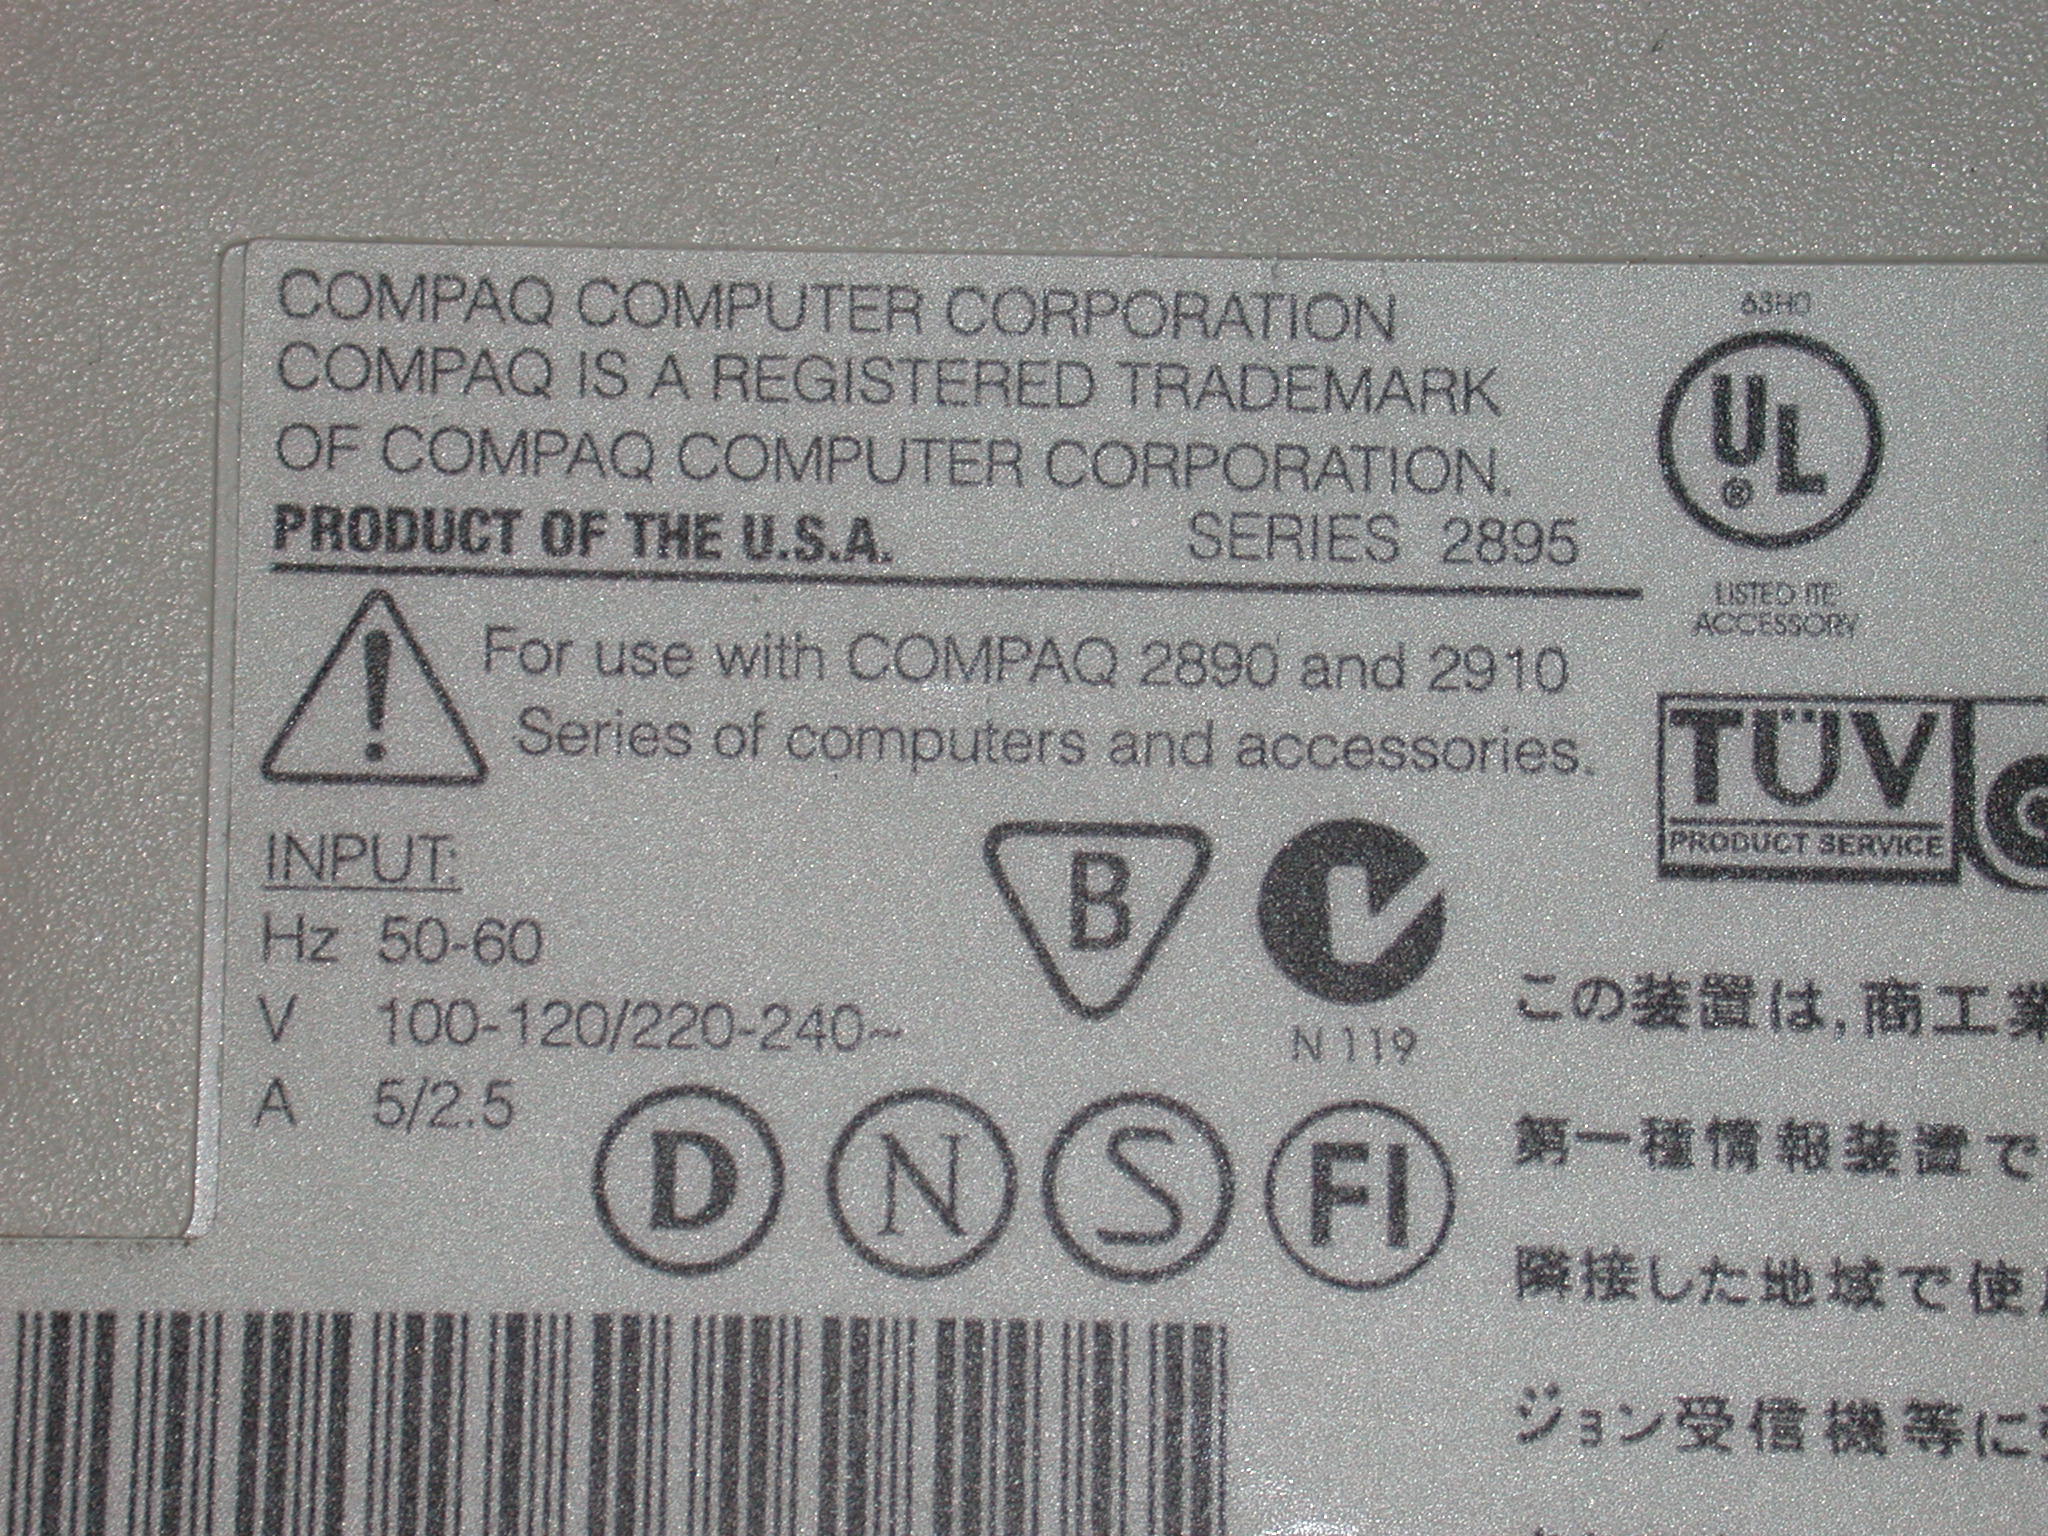 COMPAQ COMPUTER CORPORATION
COMPAQ IS A REGISTERED TRADEMARK
OF COMPAQ COMPUTER CORPORATION.
PRODUCT OF THE U.S.A. SERIES 2895
For use with COMPAQ 2890 and 2910
Series of computers and accessories.
INPUT:
Hz 50-60
V 100-120/220-240~
A 5/2.5
B
N 119
D N S FI
63H0
UL ®
LISTED ITE
ACCESSORY
TÜV
PRODUCT SERVICE
この装置は,商工業
第一種情報装置で
隣接した地域で使
ジョン受信機等に